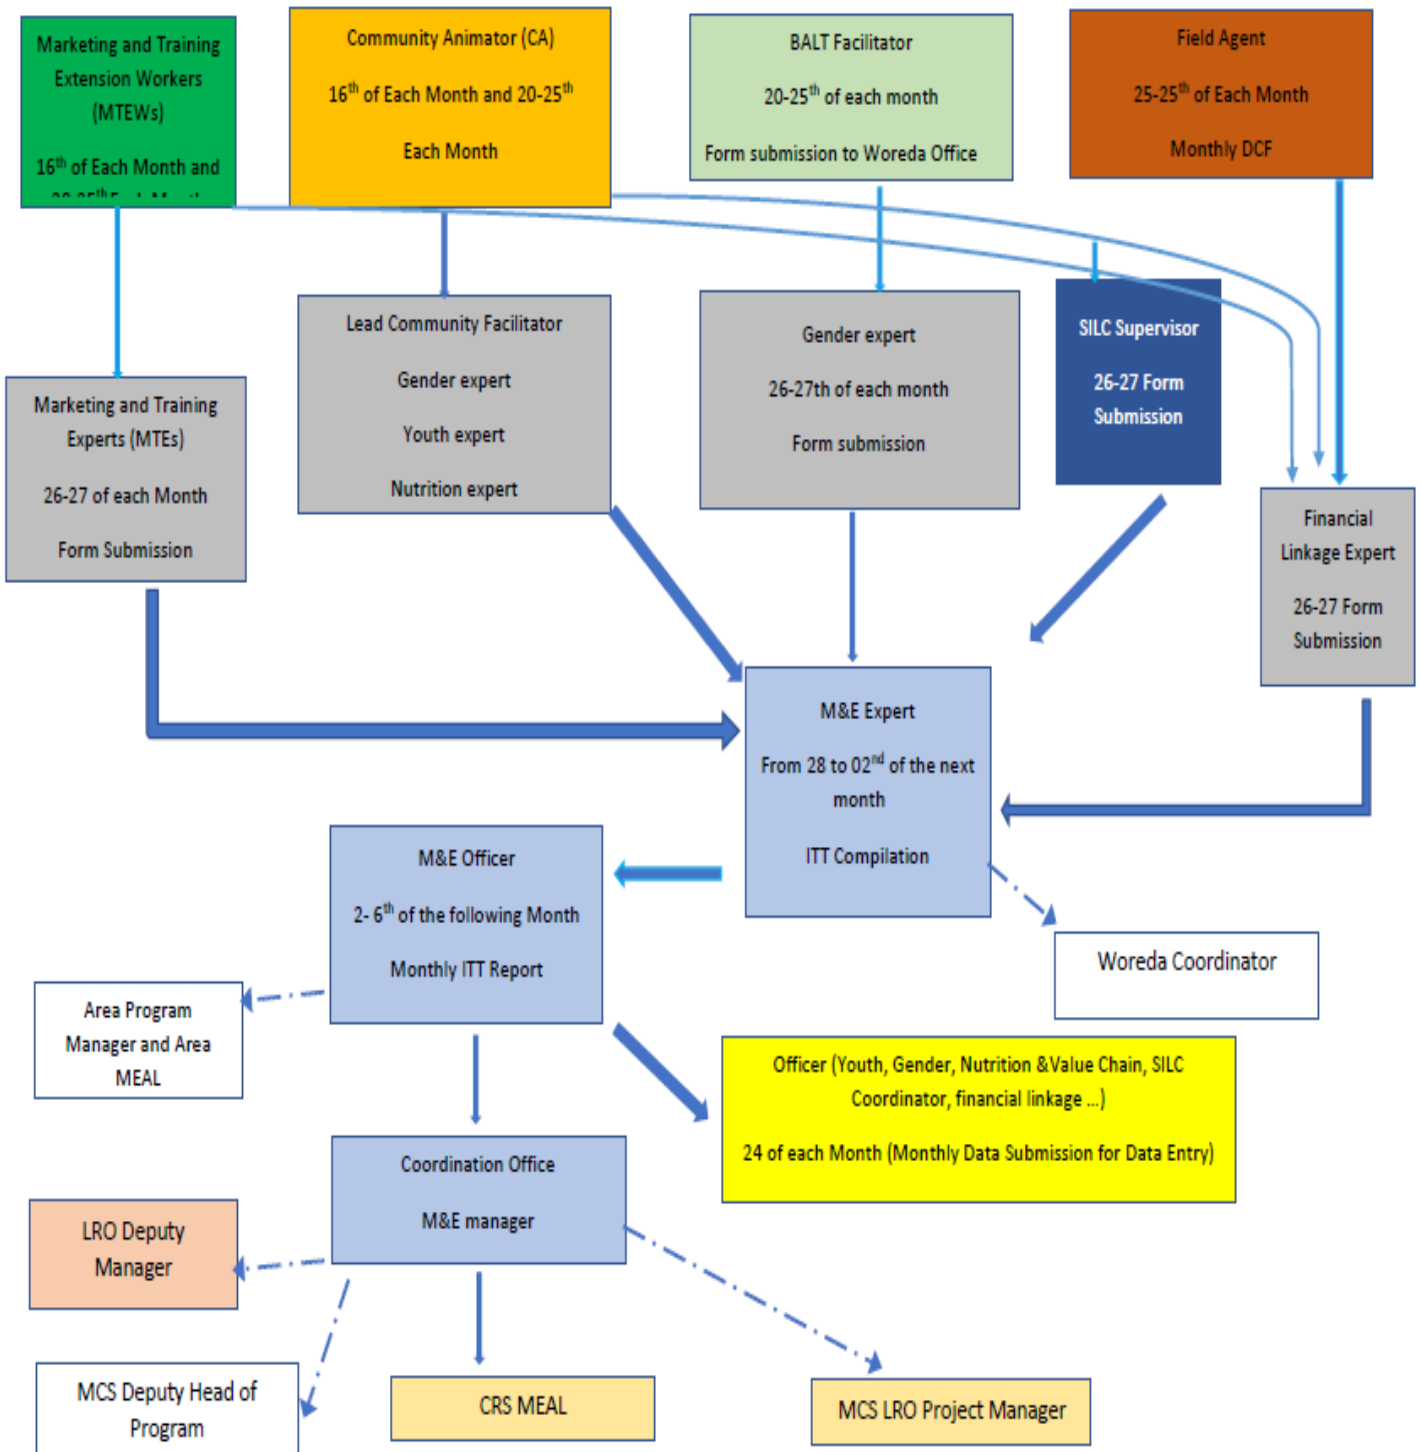 Marketing and Training
Extension Workers
(MTEWs)
16th of Each Month and
Community Animator (CA)
16th of Each Month and 20-25th
Each Month
BALT Facilitator
20-25th of each month
Form submission to Woreda Office
Field Agent
25-25th of Each Month
Monthly DCF
Marketing and Training
Experts (MTEs)
26-27 of each Month
Form Submission
Lead Community Facilitator
Gender expert
Youth expert
Nutrition expert
Gender expert
26-27th of each month
Form submission
SILC Supervisor
26-27 Form
Submission
Financial
Linkage Expert
26-27 Form
Submission
M&E Expert
From 28 to 02nd of the next
month
ITT Compilation
M&E Officer
2- 6th of the following Month
Monthly ITT Report
Woreda Coordinator
Area Program
Manager and Area
MEAL
Officer (Youth, Gender, Nutrition &Value Chain, SILC
Coordinator, financial linkage ...)
24 of each Month (Monthly Data Submission for Data Entry)
Coordination Office
M&E manager
LRO Deputy
Manager
MCS Deputy Head of
Program
CRS MEAL
MCS LRO Project Manager